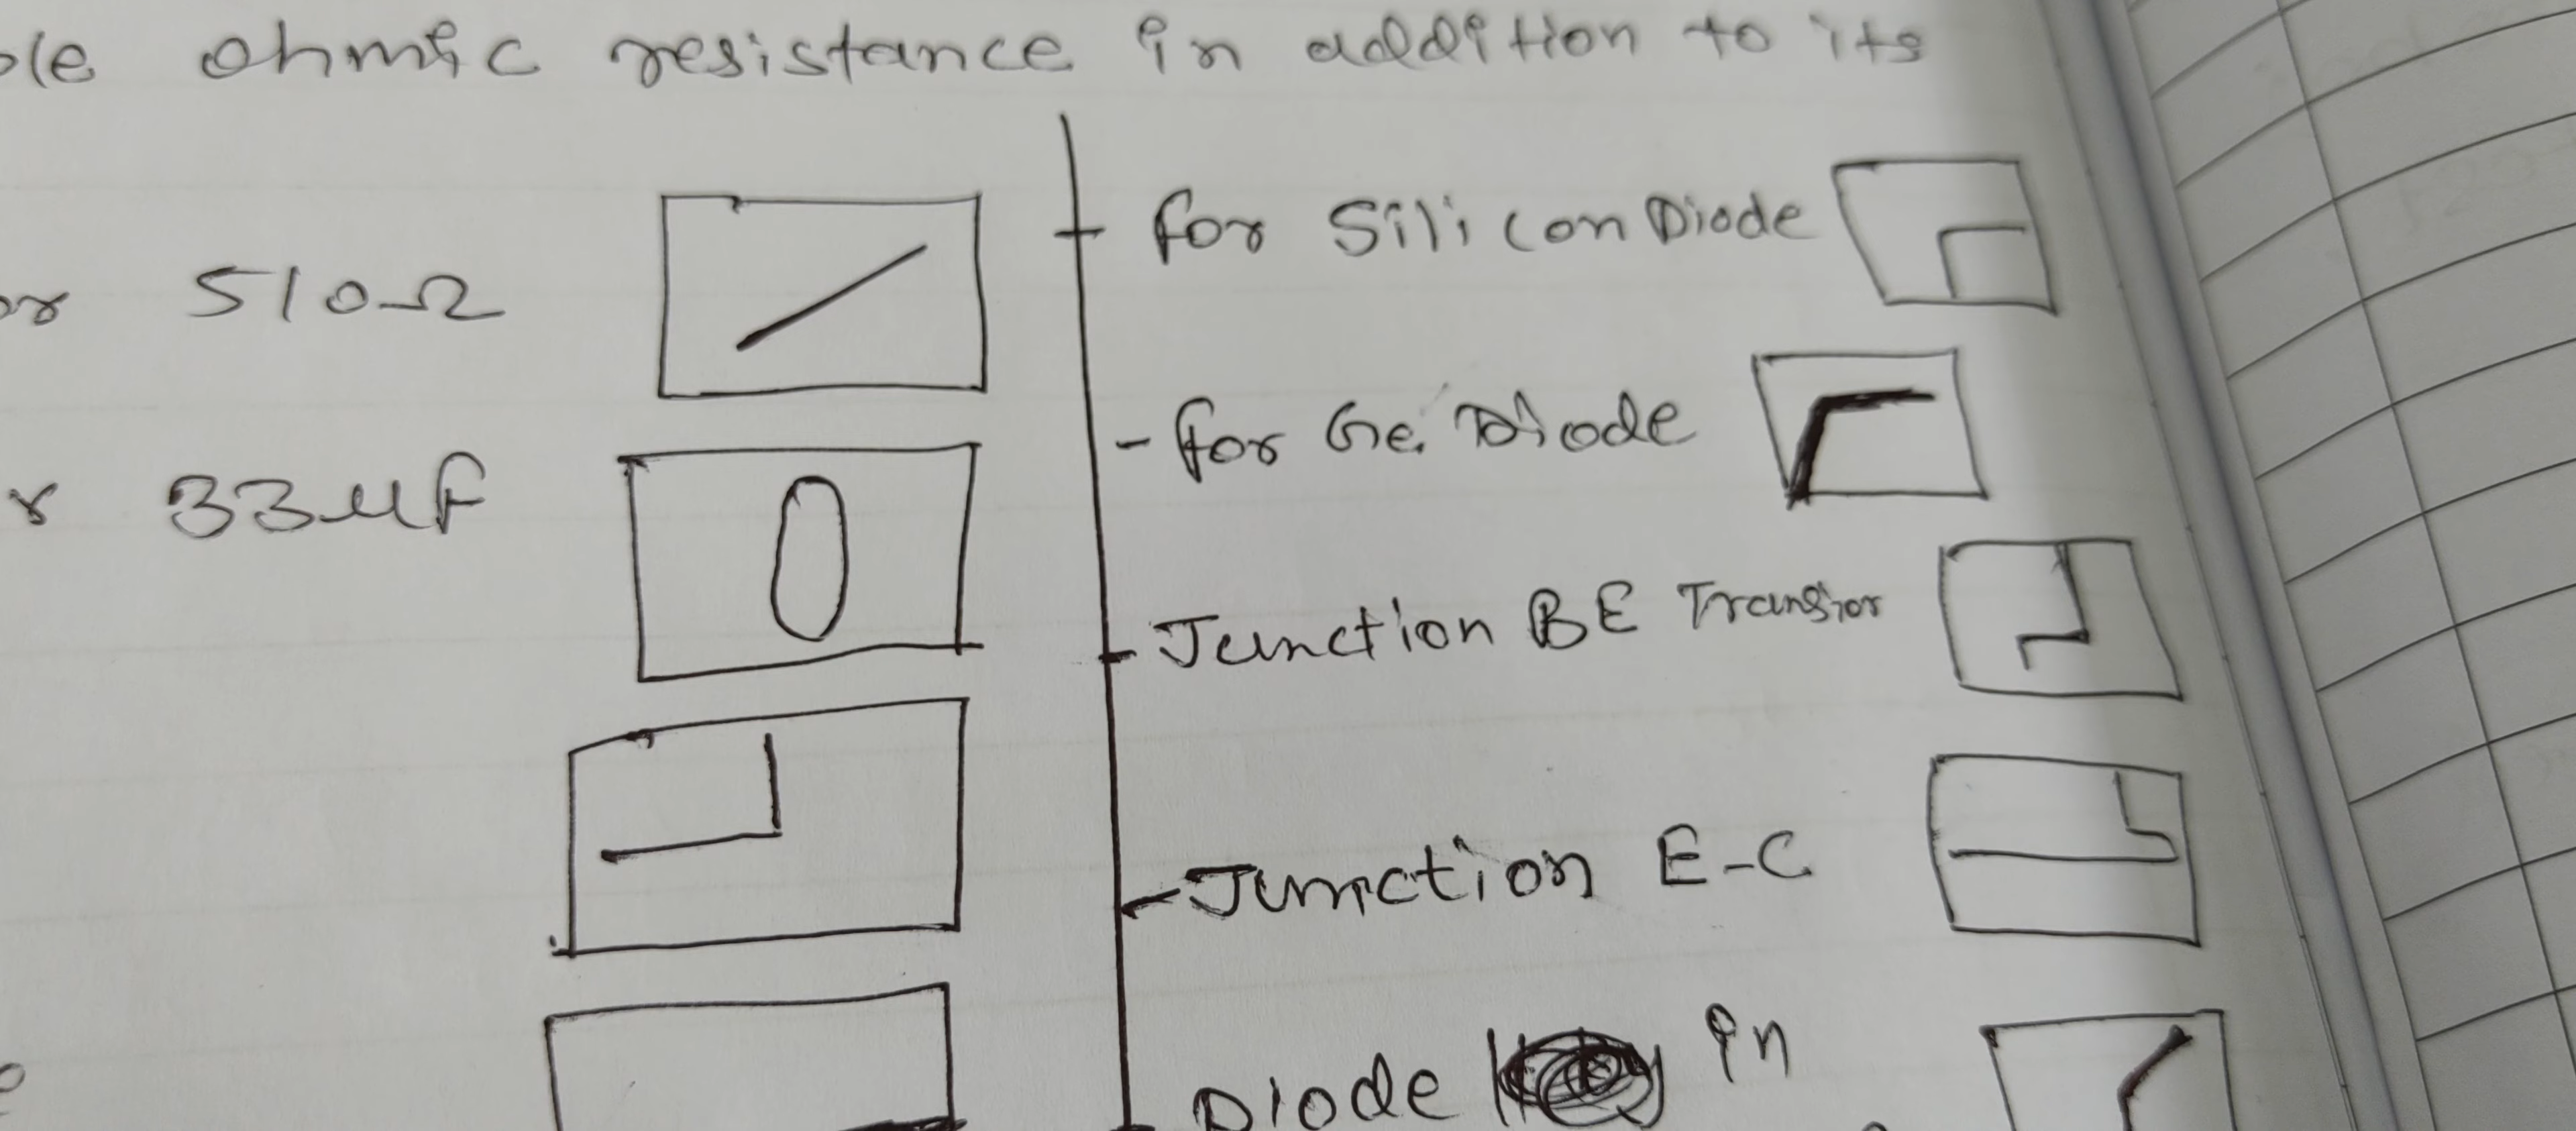 ohmic resistance in addition to its
510Ω
33μF
for Silicon Diode
- for Ge. Diode
- Junction BE Transior
- Junction E-C
Diode in